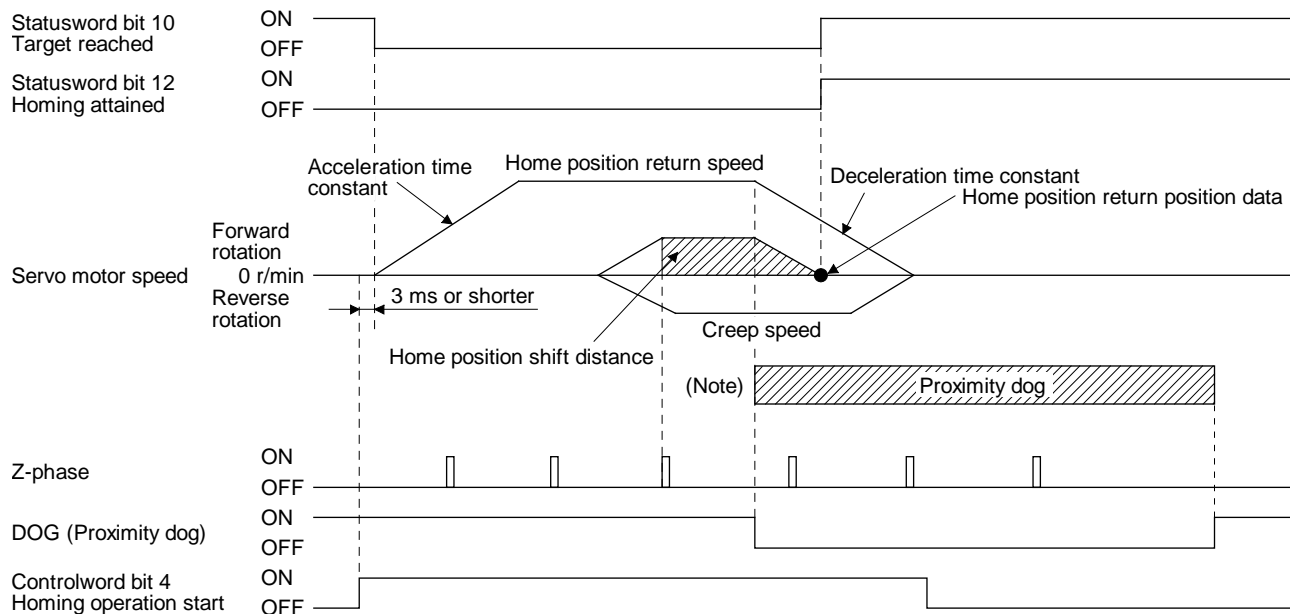 Statusword bit 10
Target reached
ON
OFF
Statusword bit 12
Homing attained
ON
OFF
Acceleration time
constant
Home position return speed
Deceleration time constant
Home position return position data
Forward
rotation
Servo motor speed
0 r/min
Reverse
rotation
3 ms or shorter
Creep speed
Home position shift distance
(Note)
Proximity dog
Z-phase
ON
OFF
DOG (Proximity dog)
ON
OFF
Controlword bit 4
Homing operation start
ON
OFF